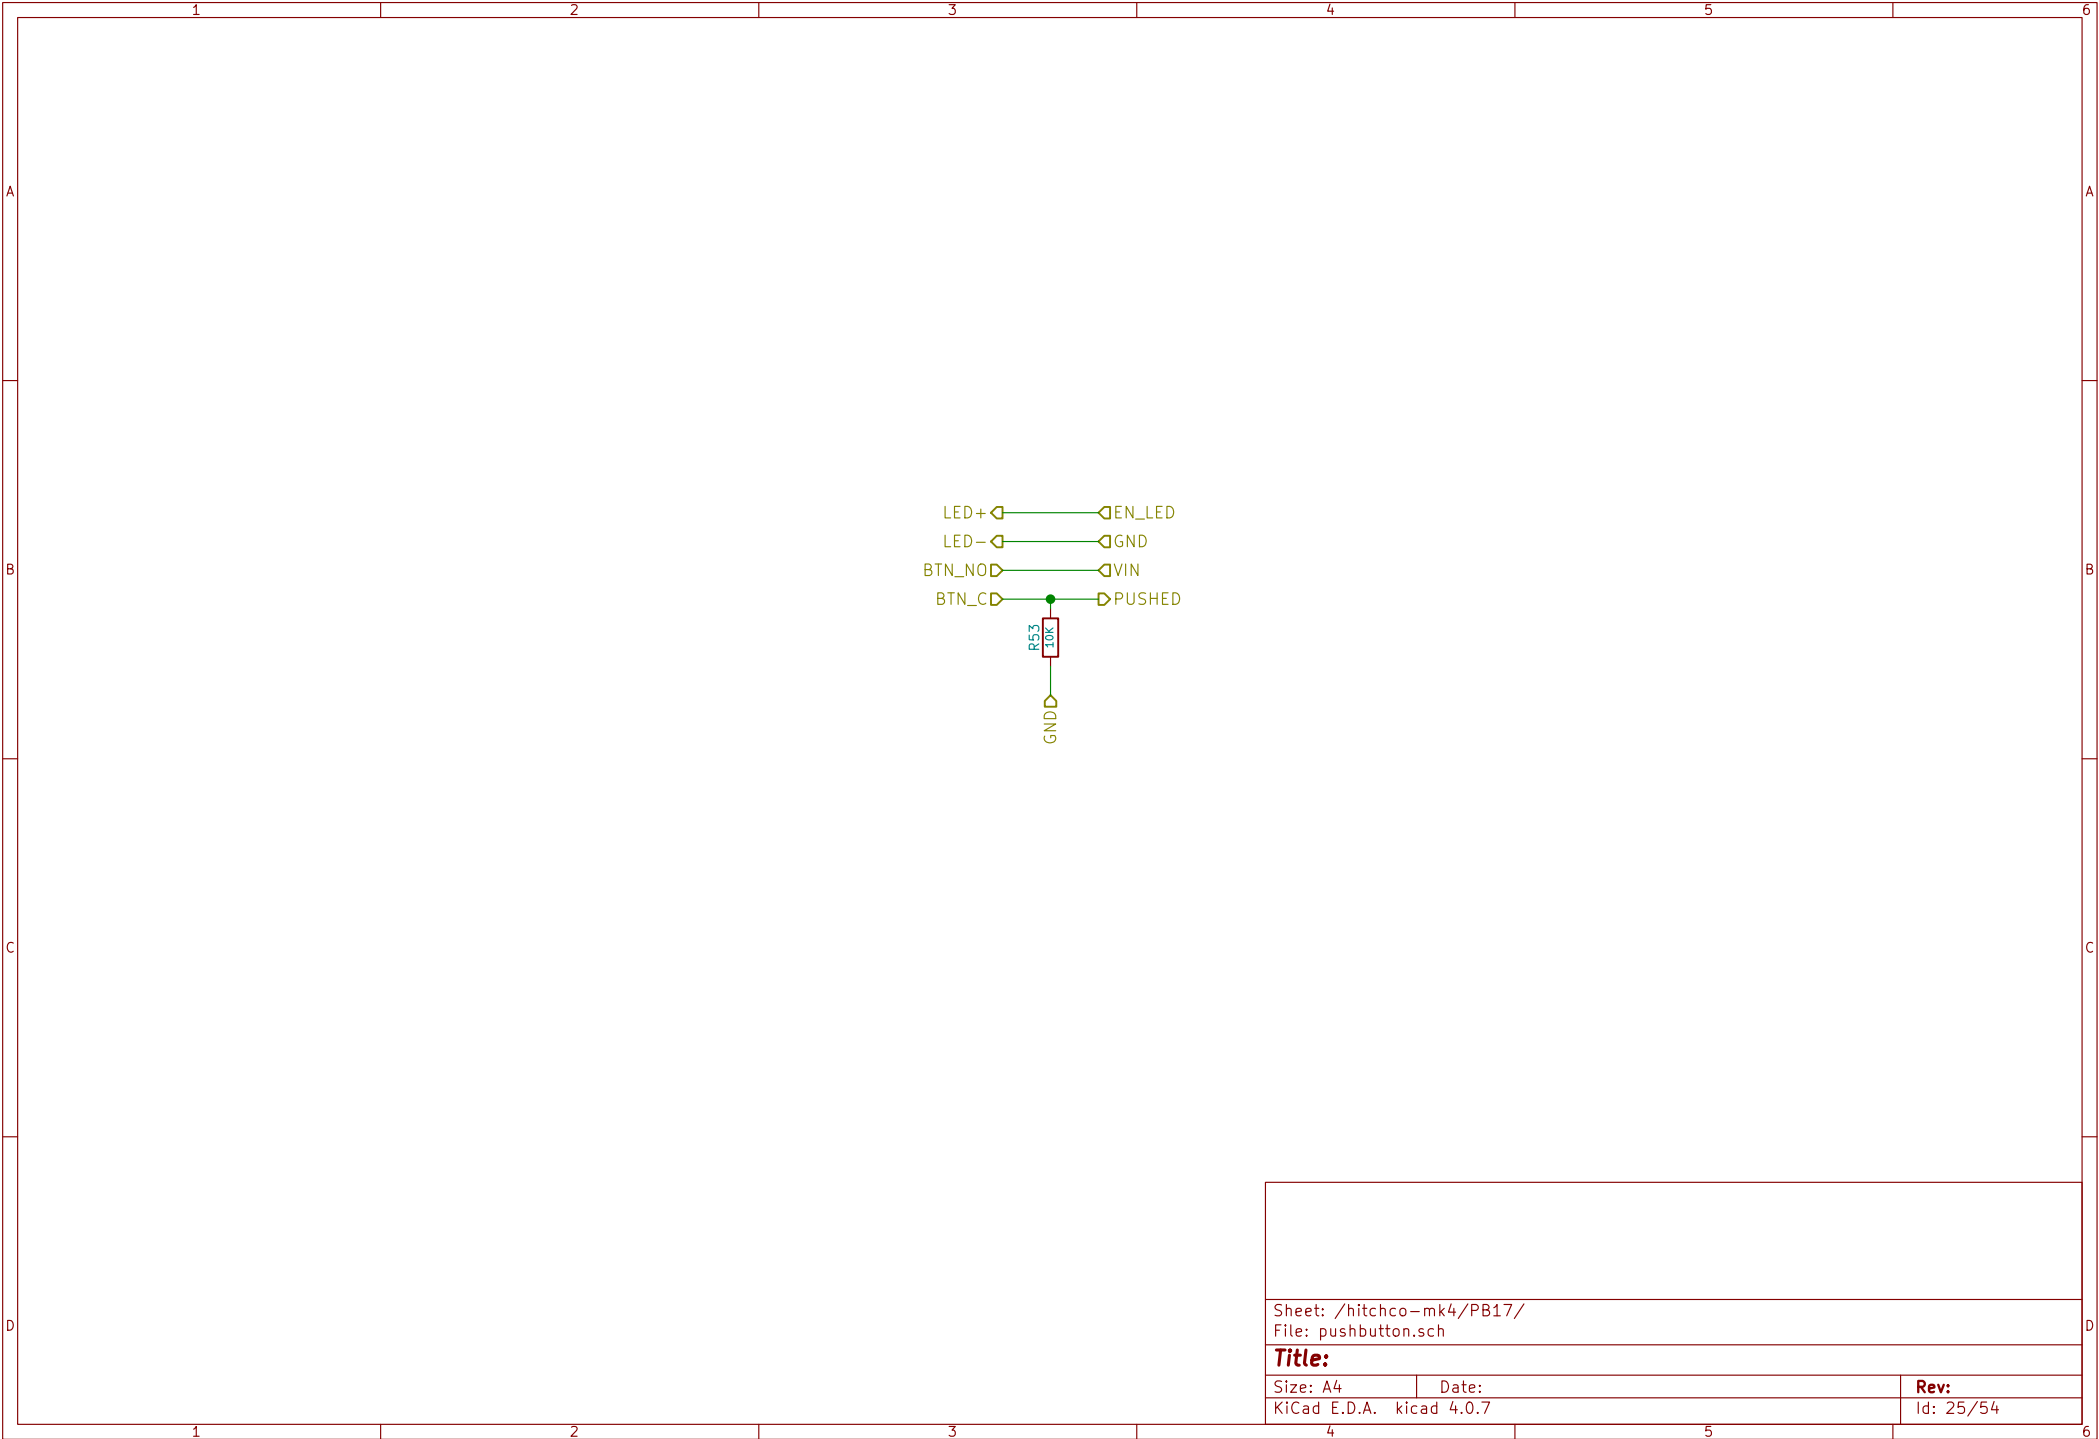 1 2 3 4 5 6
A A
LED+ EN_LED
LED- GND
BTN_NO VIN
B B
BTN_C PUSHED
R53 10K
GND
C C
Sheet: /hitchco-mk4/PB17/
D D
File: pushbutton.sch
Title:
Size: A4 Date: Rev:
KiCad E.D.A. kicad 4.0.7 Id: 25/54
1 2 3 4 5 6